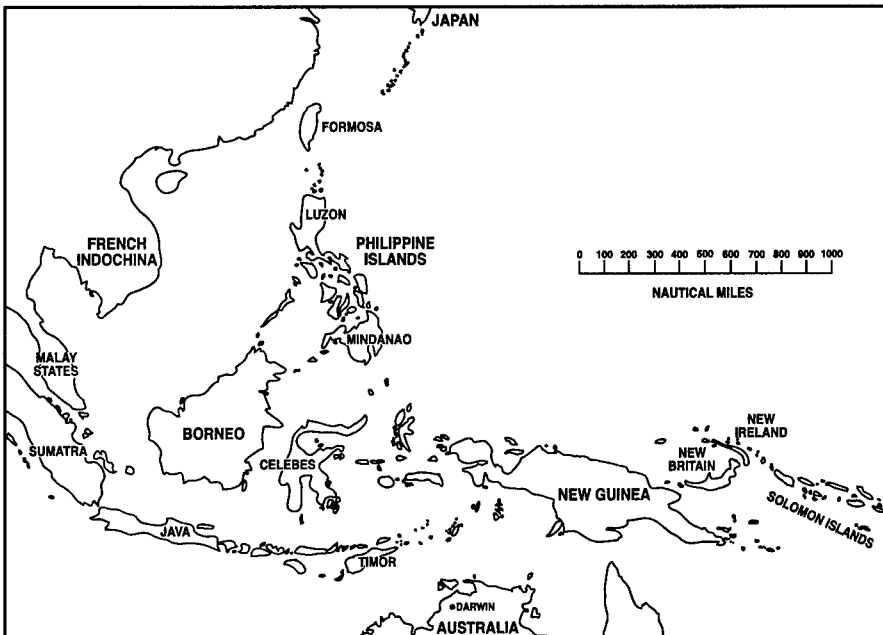 JAPAN
FORMOSA
LUZON
FRENCH
INDOCHINA
PHILIPPINE
ISLANDS
0 100 200 300 400 500 600 700 800 900 1000
NAUTICAL MILES
MINDANAO
MALAY
STATES
BORNEO
SUMATRA
CELEBES
NEW
IRELAND
NEW
BRITAIN
NEW GUINEA
SOLOMON ISLANDS
JAVA
TIMOR
DARWIN
AUSTRALIA